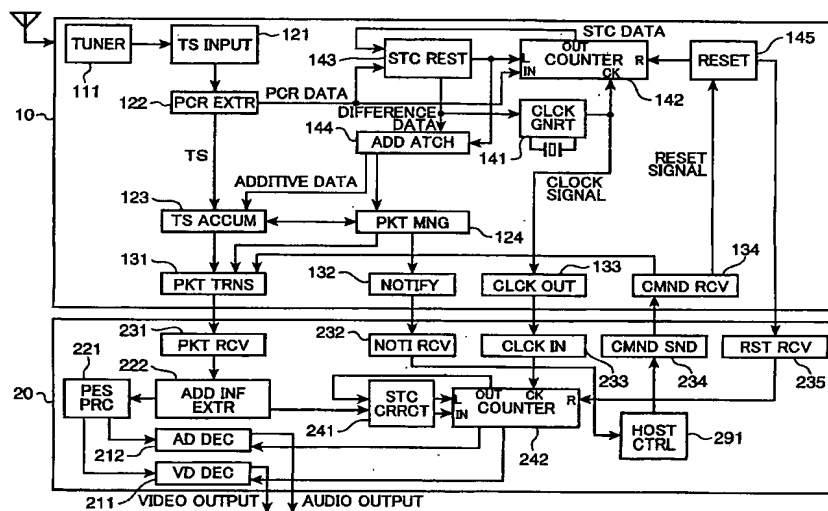 STC DATA
TUNER
TS INPUT
121
143
STC REST
OUT
L COUNTER R
IN
CK
RESET
145
111
142
122
PCR EXTR
PCR DATA
10
DIFFERENCE
DATA
144
ADD ATCH
CLCK
GNRT
141
TS
RESET
SIGNAL
ADDITIVE DATA
CLOCK
SIGNAL
123
TS ACCUM
PKT MNG
124
131
132
133
134
PKT TRNS
NOTIFY
CLCK OUT
CMND RCV
231
PKT RCV
232
NOTI RCV
CLCK IN
233
CMND SND
234
RST RCV
235
221
222
20
PES
PRC
ADD INF
EXTR
STC
CRRCT
241
OUT CK
L COUNTER R
IN
242
HOST
CTRL
291
AD DEC
212
VD DEC
211
VIDEO OUTPUT
AUDIO OUTPUT